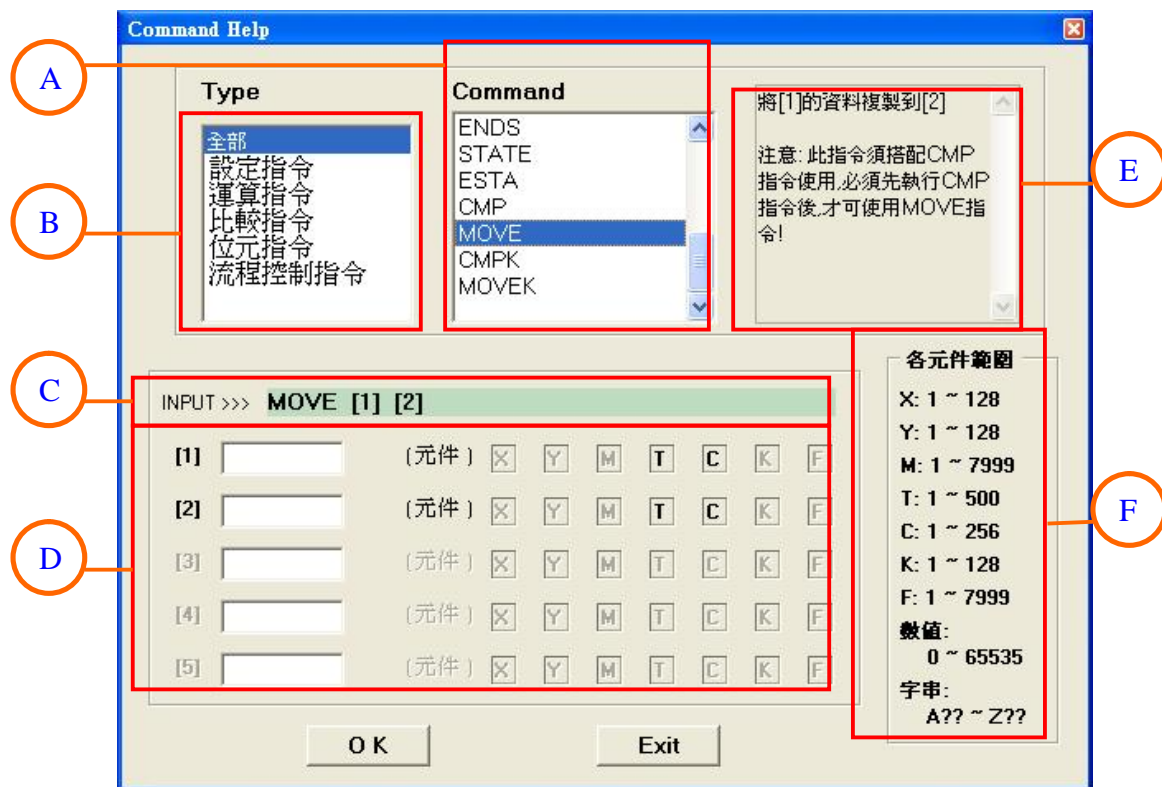 Command Help
A
B
C
D
E
F
Type
全部
設定指令
運算指令
比較指令
位元指令
流程控制指令
Command
ENDS
STATE
ESTA
CMP
MOVE
CMPK
MOVEK
將[1]的資料複製到[2]
注意: 此指令須搭配CMP
指令使用,必須先執行CMP
指令後,才可使用MOVE指
令!
INPUT >>> MOVE [1] [2]
[1] (元件) X Y M T C K F
[2] (元件) X Y M T C K F
[3] (元件) X Y M T C K F
[4] (元件) X Y M T C K F
[5] (元件) X Y M T C K F
各元件範圍
X: 1 ~ 128
Y: 1 ~ 128
M: 1 ~ 7999
T: 1 ~ 500
C: 1 ~ 256
K: 1 ~ 128
F: 1 ~ 7999
數值:
0 ~ 65535
字串:
A?? ~ Z??
O K
Exit